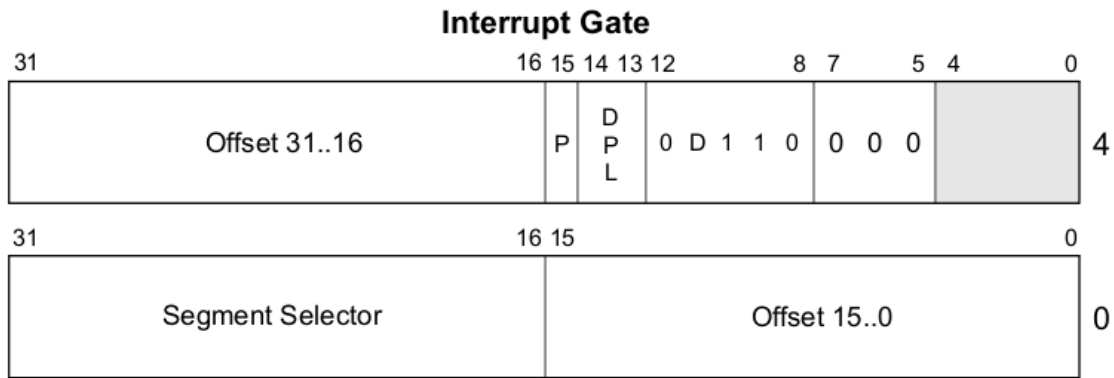 Interrupt Gate
31 16 15 14 13 12 8 7 5 4 0
Offset 31..16 P DPL 0 D 1 1 0 0 0 0 4
31 16 15 0
Segment Selector Offset 15..0 0